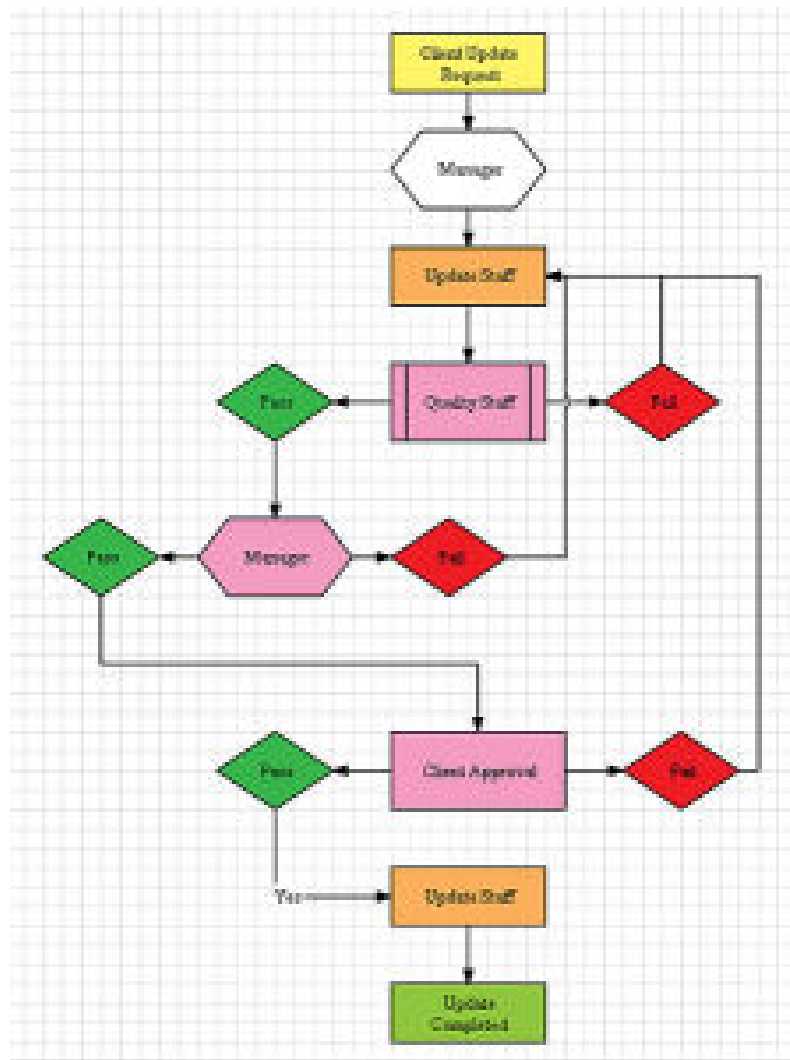 Client Update
Request
Manager
Update Staff
Pass
Quality Staff
Fail
Pass
Manager
Fail
Pass
Client Approval
Fail
Yes
Update Staff
Update
Completed